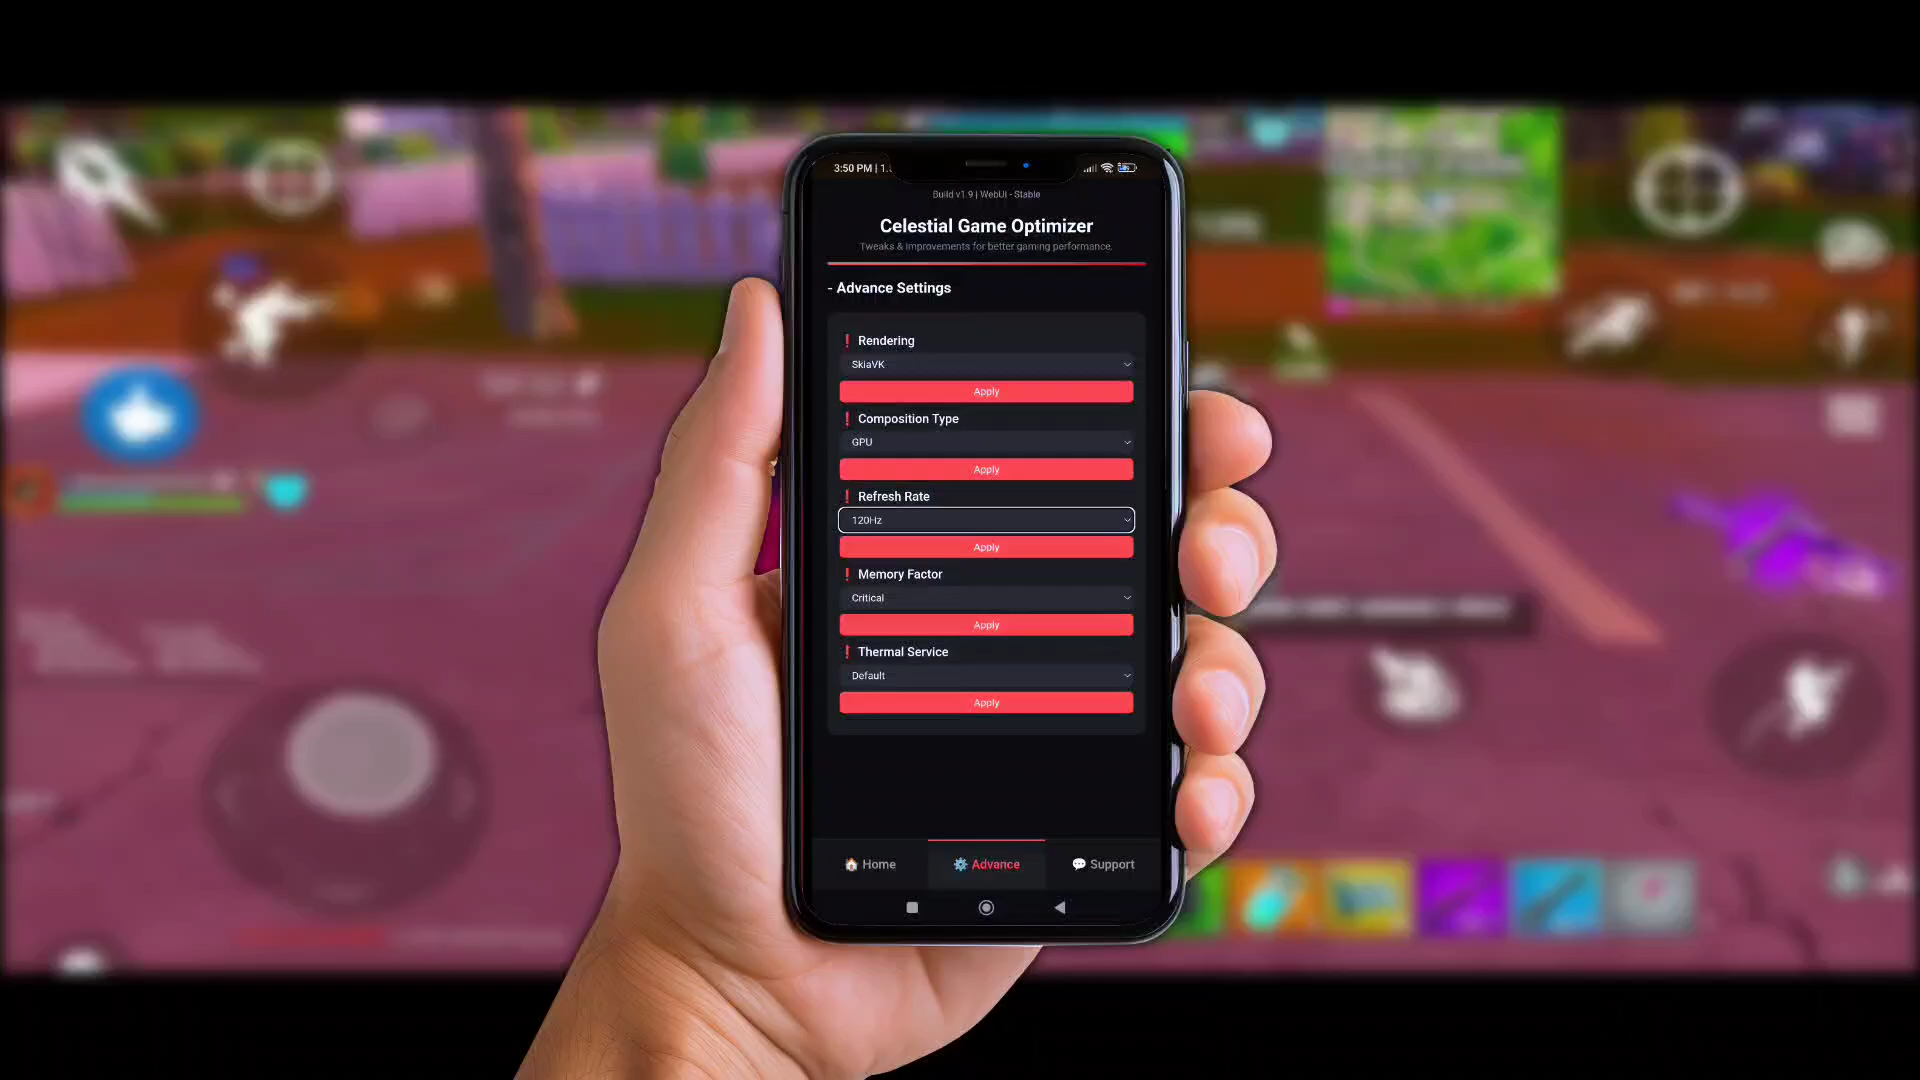 3:50 PM | 1.
Build v1.9 | WebUI - Stable
Celestial Game Optimizer
Tweaks & improvements for better gaming performance.
- Advance Settings
❗ Rendering
SkiaVK
Apply
❗ Composition Type
GPU
Apply
❗ Refresh Rate
120Hz
Apply
❗ Memory Factor
Critical
Apply
❗ Thermal Service
Default
Apply
🏠 Home
⚙️ Advance
💬 Support